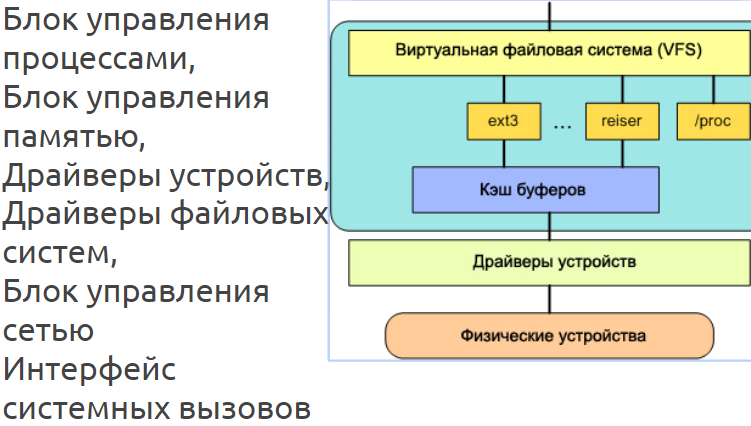 Блок управления
процессами,
Блок управления
памятью,
Драйверы устройств,
Драйверы файловых
систем,
Блок управления
сетью
Интерфейс
системных вызовов
Виртуальная файловая система (VFS)
ext3 ... reiser /proc
Кэш буферов
Драйверы устройств
Физические устройства